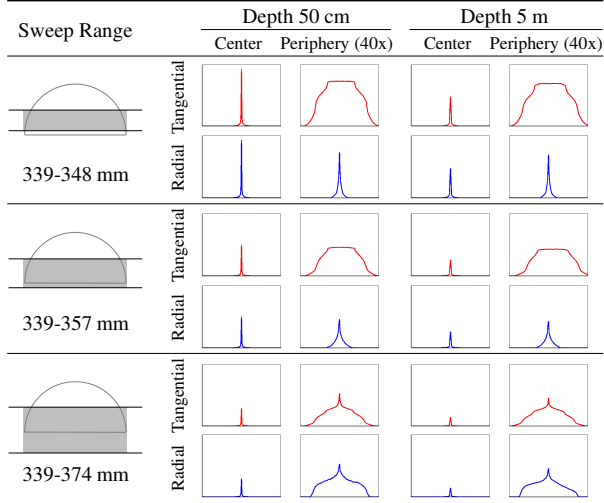 Sweep Range Depth 50 cm Depth 5 m
Center Periphery (40x) Center Periphery (40x)
Tangential
339-348 mm Radial
Tangential
339-357 mm Radial
Tangential
339-374 mm Radial